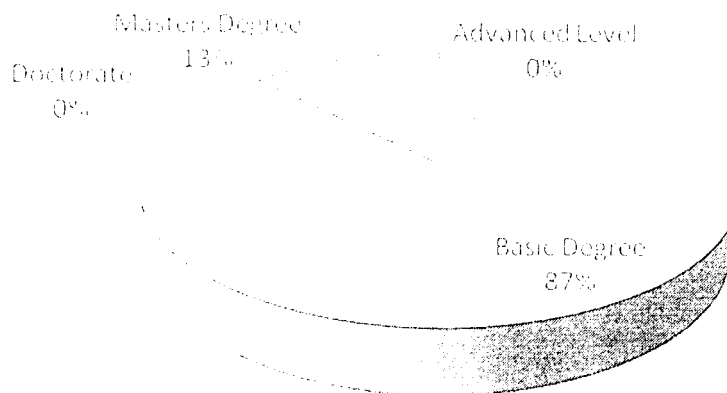 Masters Degree
13%
Advanced Level
0%
Doctorate
0%
Basic Degree
87%